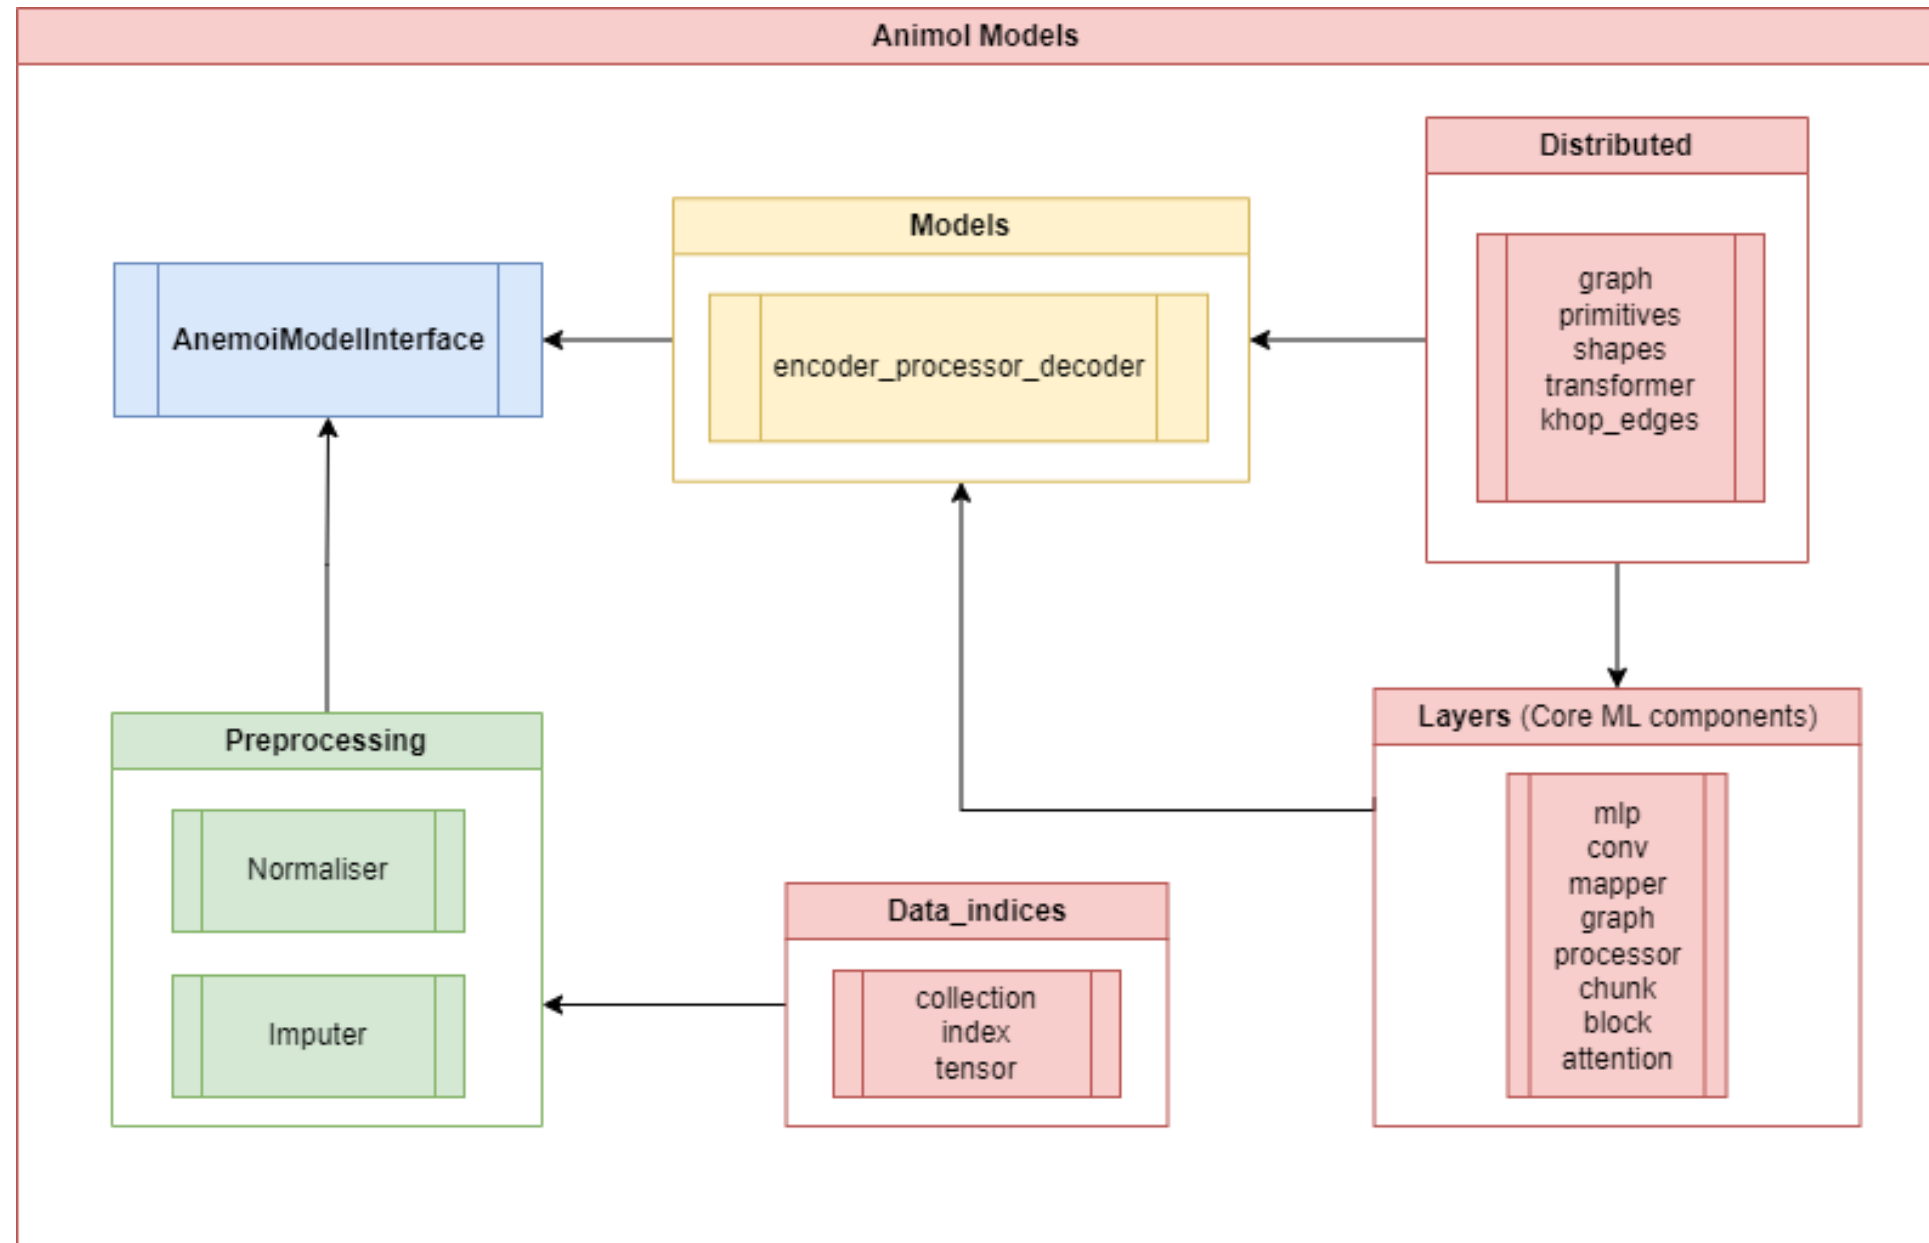 Animol Models
Distributed
graph
primitives
shapes
transformer
khop_edges
Models
encoder_processor_decoder
AnemoiModelInterface
Preprocessing
Normaliser
Imputer
Data_indices
collection
index
tensor
Layers (Core ML components)
mlp
conv
mapper
graph
processor
chunk
block
attention